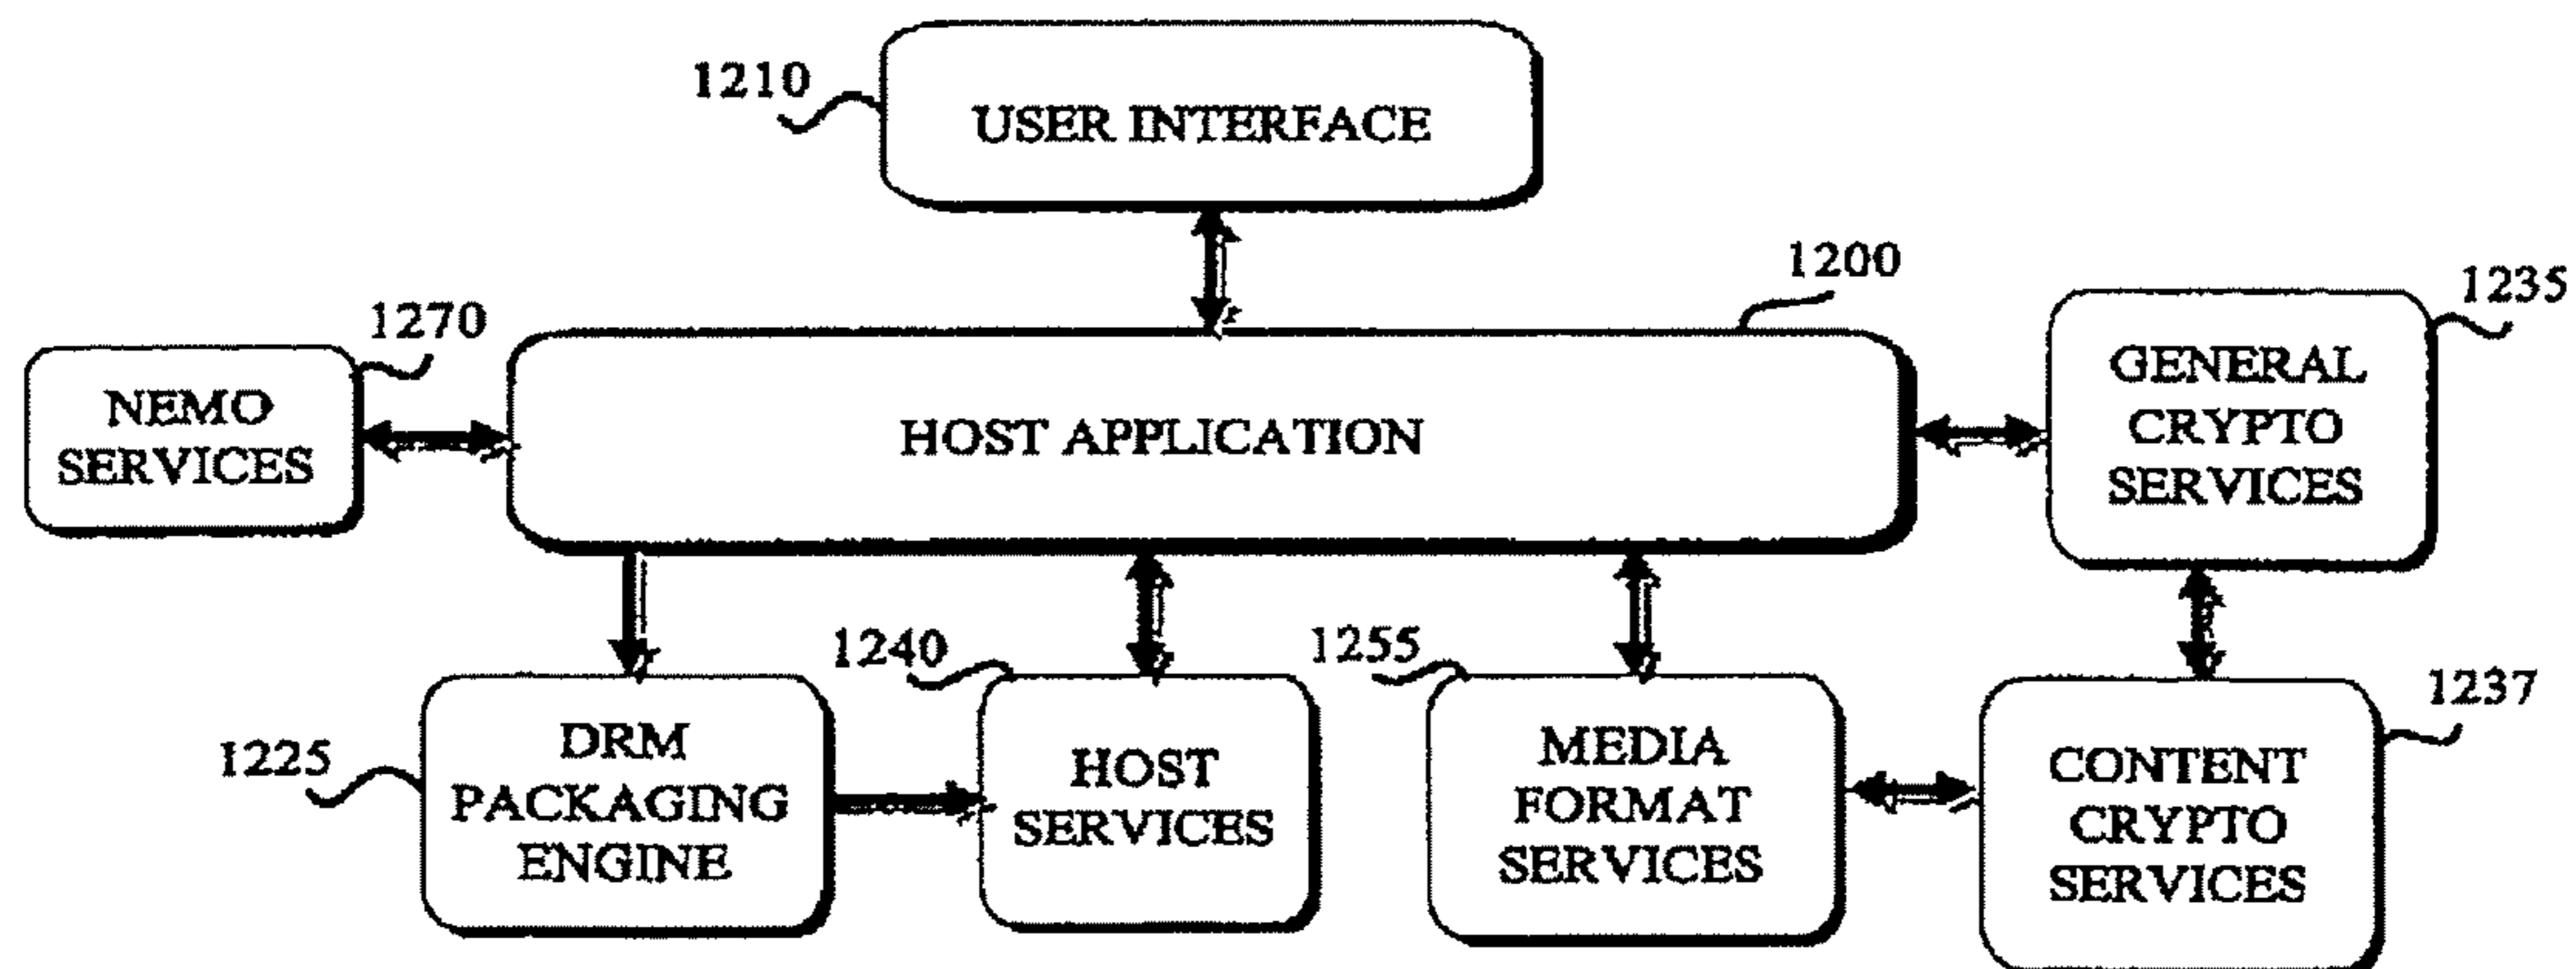 1210
USER INTERFACE
1200
1235
1270
NEMO
SERVICES
HOST APPLICATION
GENERAL
CRYPTO
SERVICES
1225
DRM
PACKAGING
ENGINE
1240
HOST
SERVICES
1255
MEDIA
FORMAT
SERVICES
1237
CONTENT
CRYPTO
SERVICES